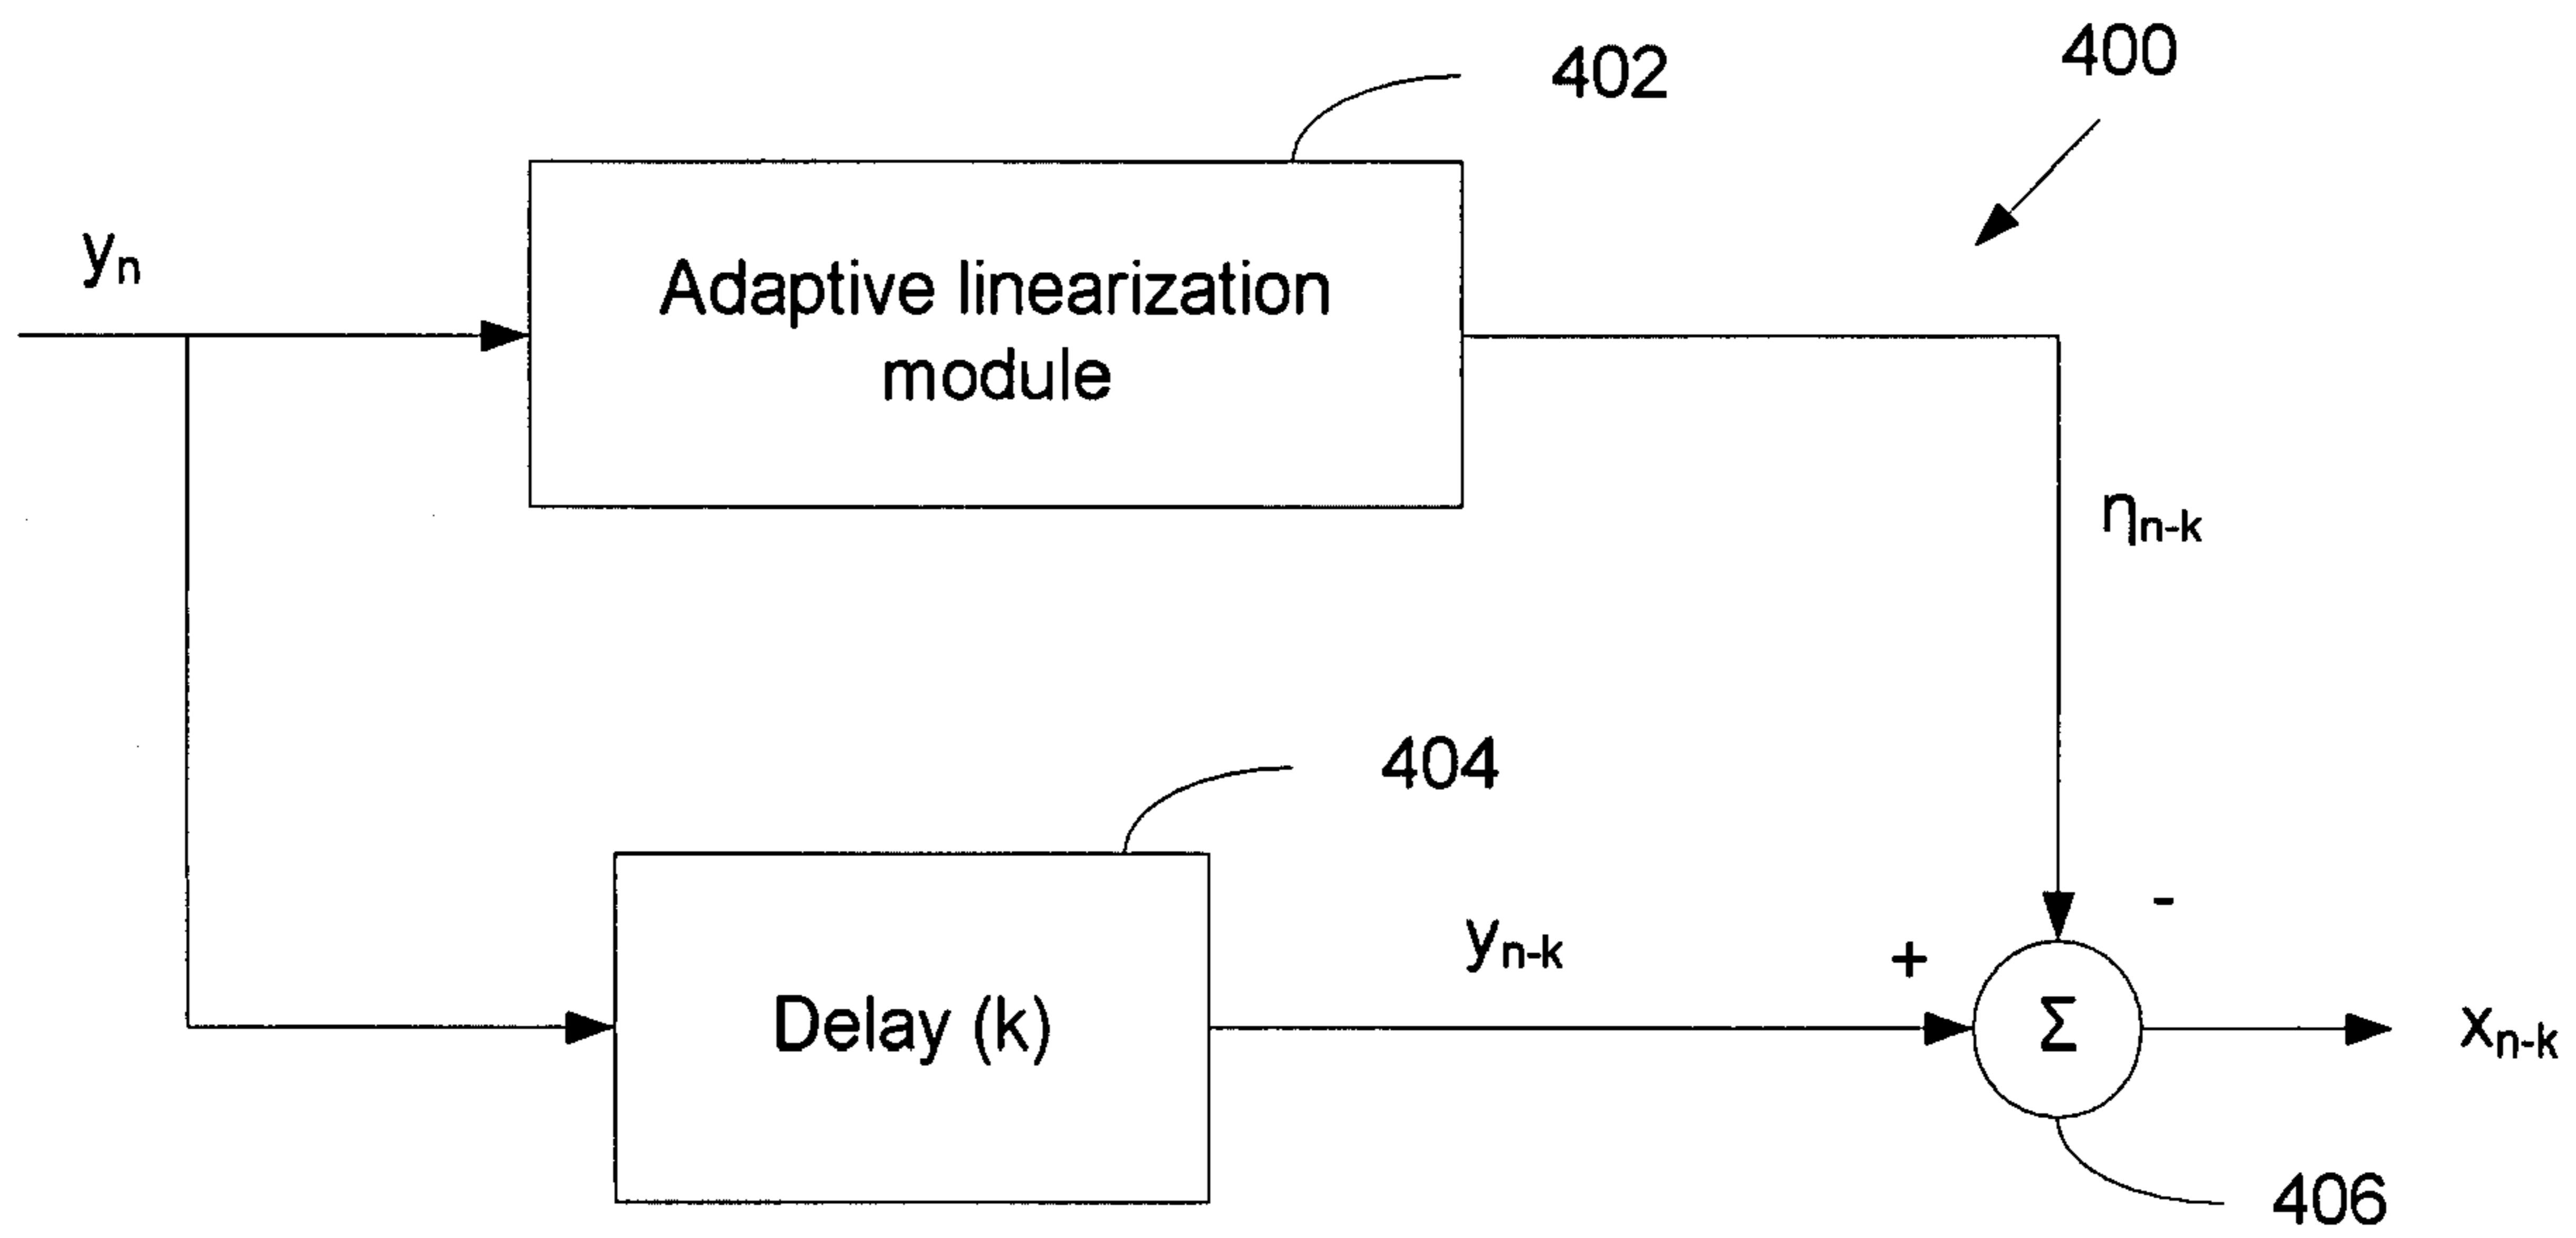 400
402
yₙ
Adaptive linearization
module
ηₙ₋ₖ
404
yₙ₋ₖ
+
-
Delay (k)
Σ
xₙ₋ₖ
406